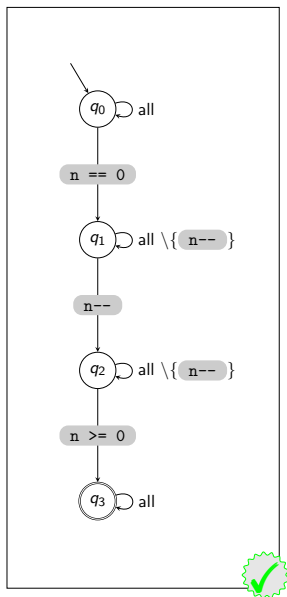 q0 all
n == 0
q1 all \{ n-- }
n--
q2 all \{ n-- }
n >= 0
q3 all